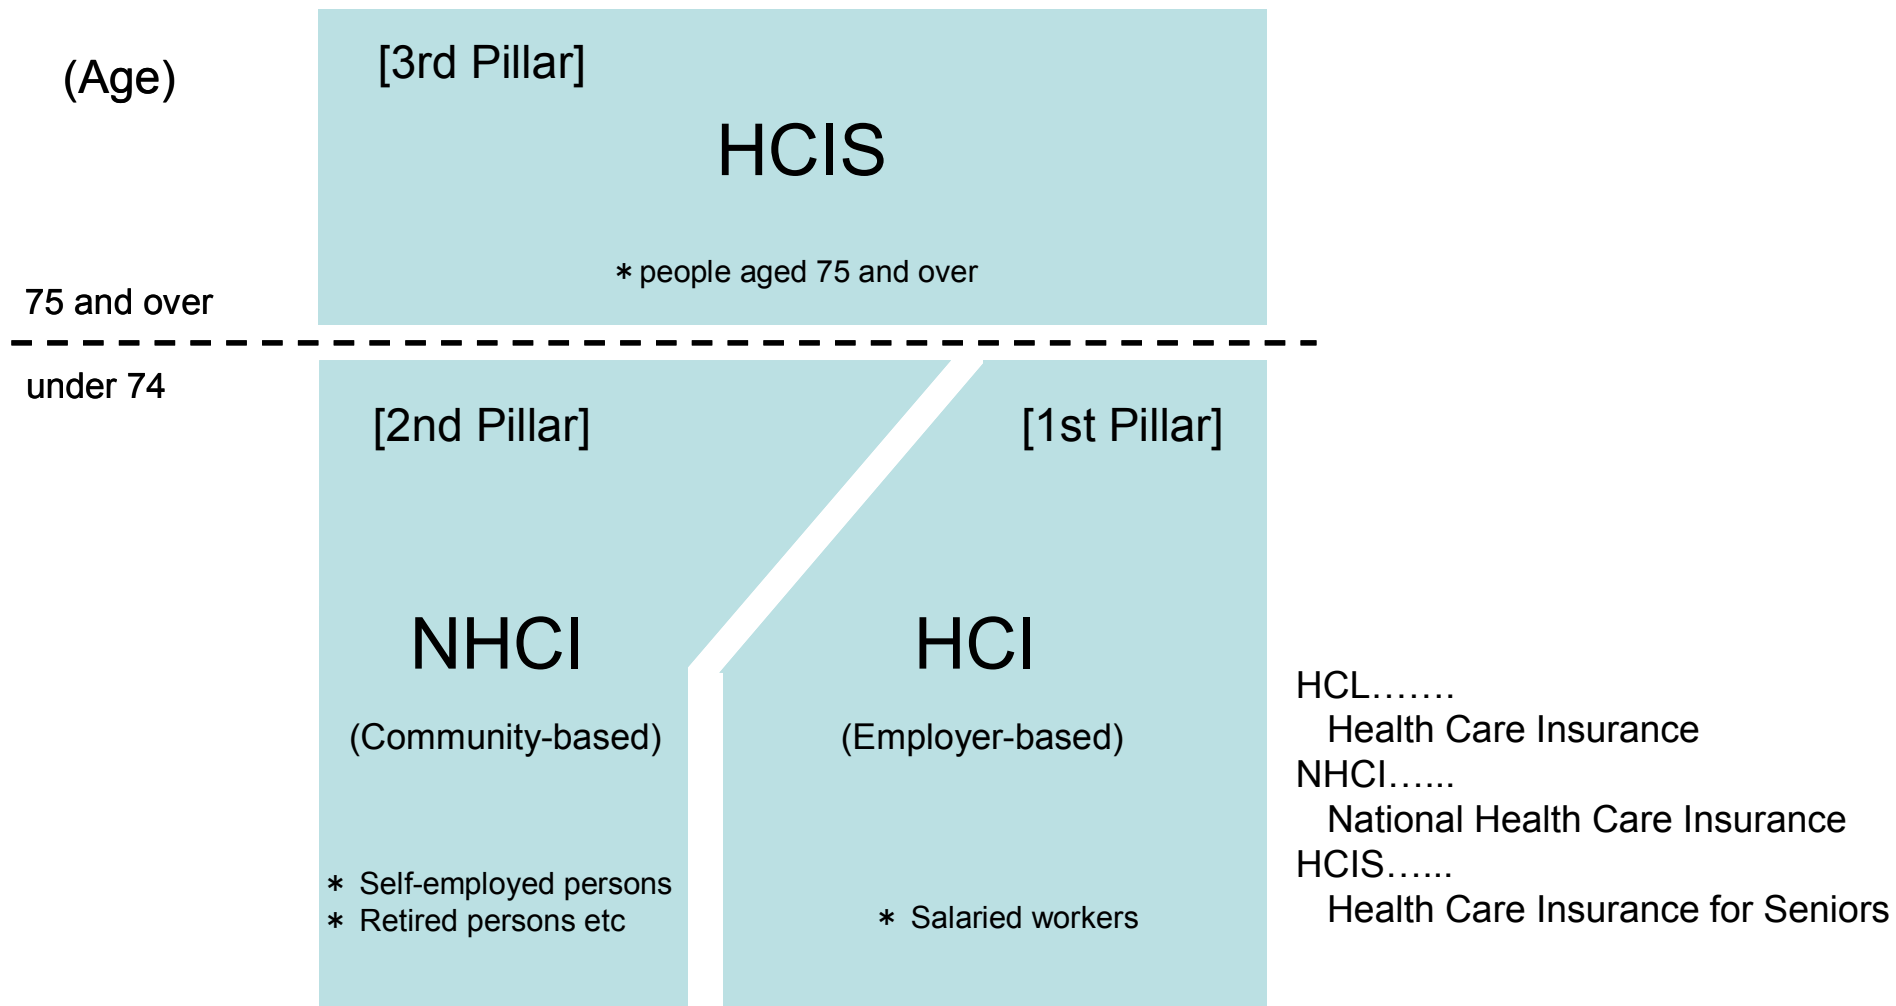 (Age)
[3rd Pillar]
HCIS
* people aged 75 and over
75 and over
under 74
[2nd Pillar]
[1st Pillar]
NHCI
HCI
(Community-based)
(Employer-based)
* Self-employed persons
* Retired persons etc
* Salaried workers
HCL.......
Health Care Insurance
NHCI…...
National Health Care Insurance
HCIS…...
Health Care Insurance for Seniors